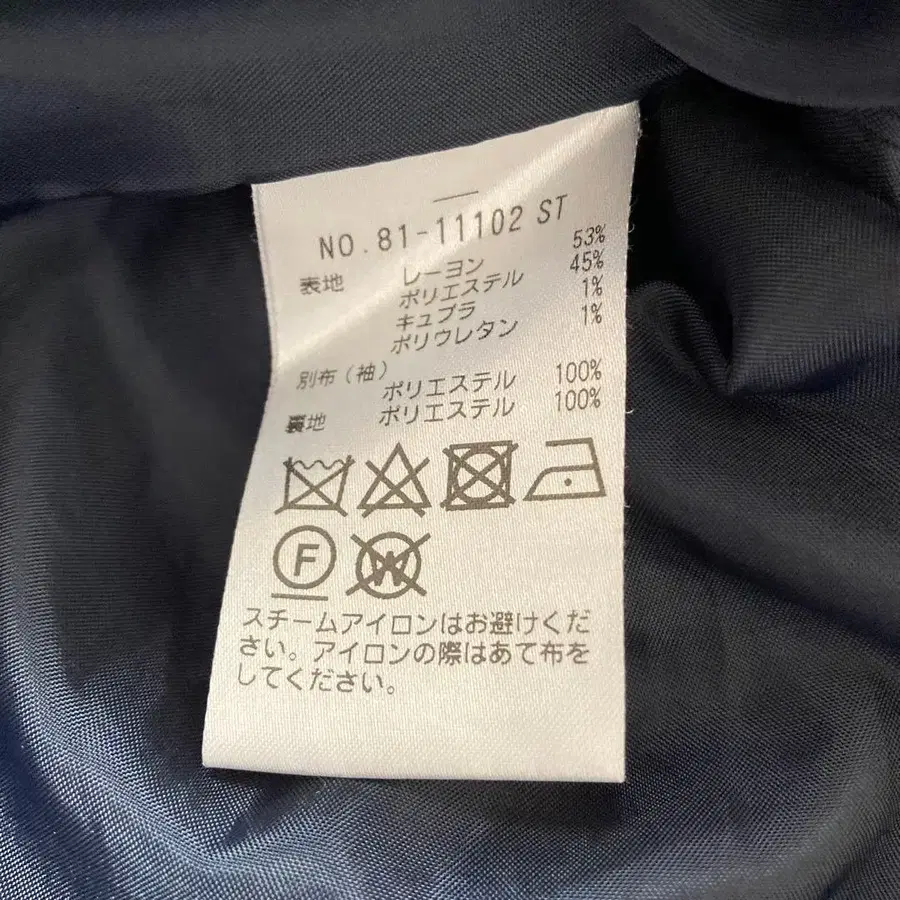 NO.81-11102 ST
表地 レーヨン 53%
ポリエステル 45%
キュプラ 1%
ポリウレタン 1%
別布(袖)
ポリエステル 100%
裏地 ポリエステル 100%
F W
スチームアイロンはお避けくだ
さい。アイロンの際はあて布を
してください。